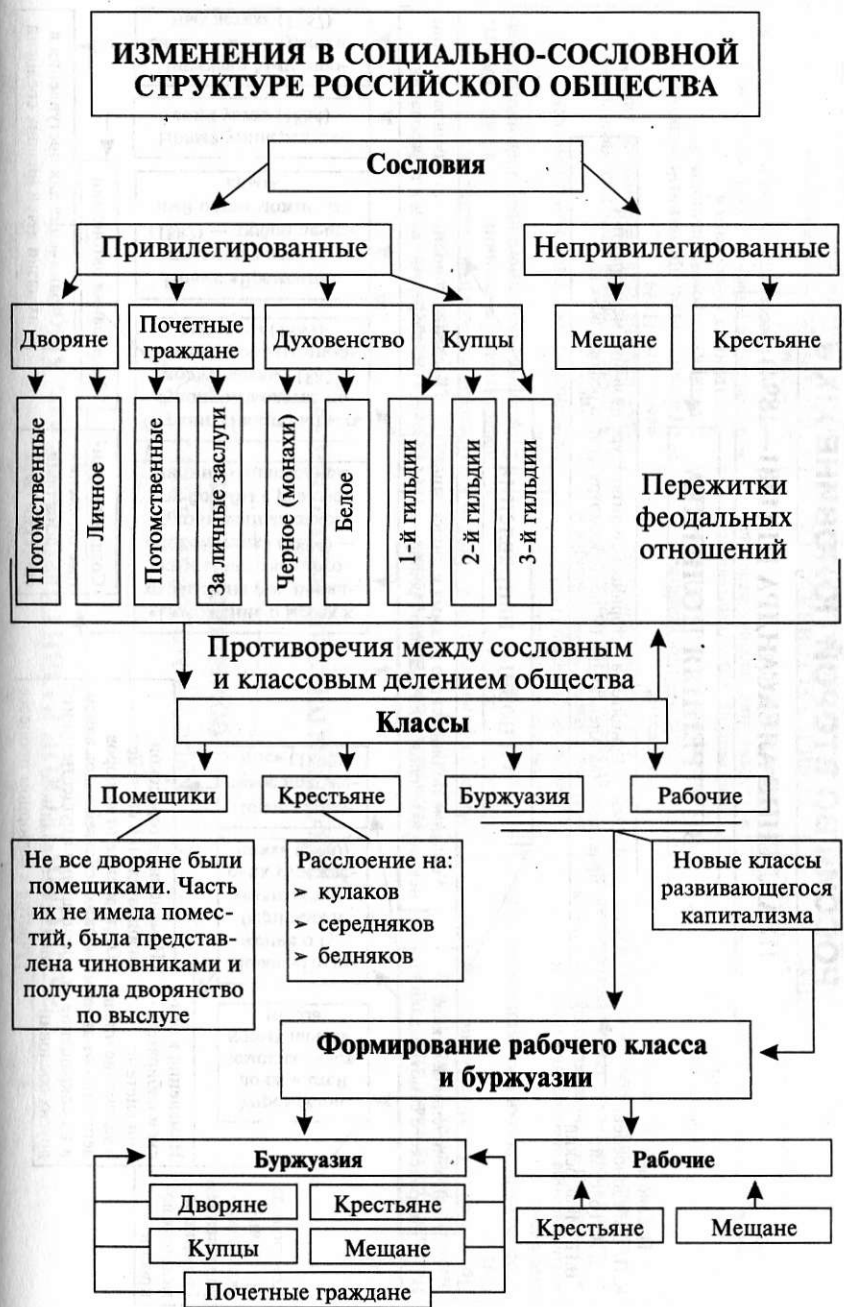 ИЗМЕНЕНИЯ В СОЦИАЛЬНО-СОСЛОВНОЙ
СТРУКТУРЕ РОССИЙСКОГО ОБЩЕСТВА
Сословия
Привилегированные
Непривилегированные
Дворяне
Почетные
граждане
Духовенство
Купцы
Мещане
Крестьяне
Потомственные
Личное
Потомственные
За личные заслуги
Черное (монахи)
Белое
1-й гильдии
2-й гильдии
3-й гильдии
Пережитки
феодальных
отношений
Противоречия между сословным
и классовым делением общества
Классы
Помещики
Крестьяне
Буржуазия
Рабочие
Не все дворяне были
помещиками. Часть
их не имела помес-
тий, была представ-
лена чиновниками и
получила дворянство
по выслуге
Расслоение на:
➢ кулаков
➢ середняков
➢ бедняков
Новые классы
развивающегося
капитализма
Формирование рабочего класса
и буржуазии
Буржуазия
Дворяне
Крестьяне
Купцы
Мещане
Почетные граждане
Рабочие
Крестьяне
Мещане